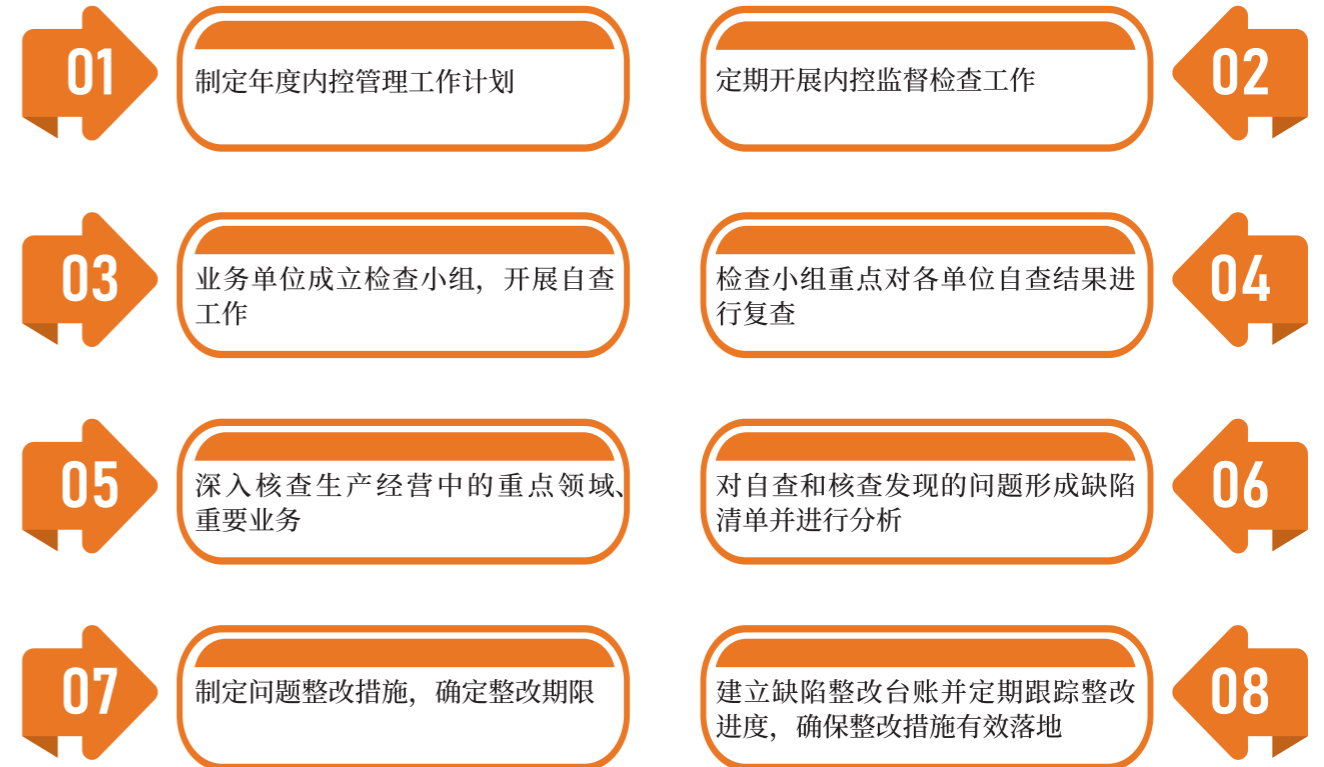 01
制定年度内控管理工作计划
定期开展内控监督检查工作
02
03
业务单位成立检查小组，开展自查
工作
检查小组重点对各单位自查结果进
行复查
04
05
深入核查生产经营中的重点领域、
重要业务
对自查和核查发现的问题形成缺陷
清单并进行分析
06
07
制定问题整改措施，确定整改期限
建立缺陷整改台账并定期跟踪整改
进度，确保整改措施有效落地
08